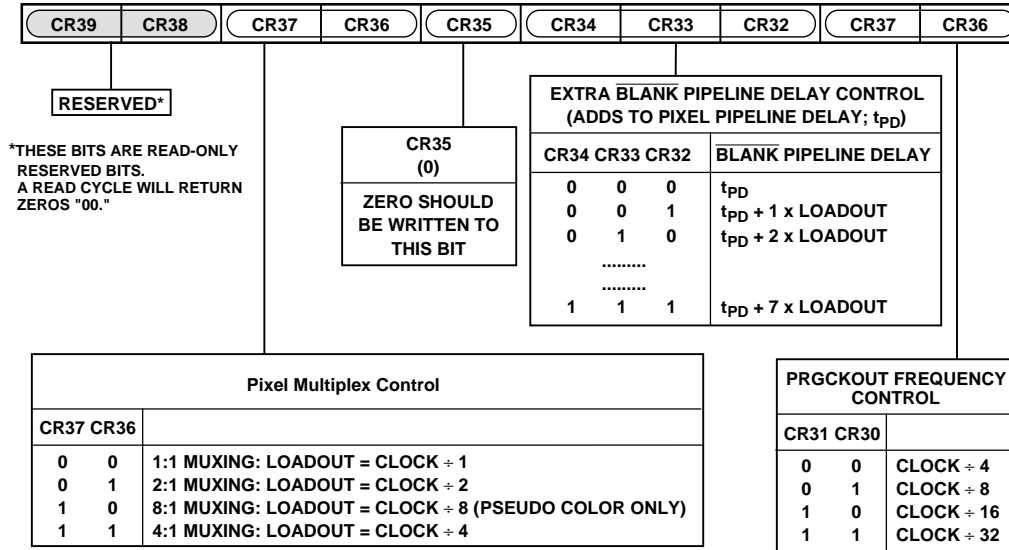 CR39 CR38 CR37 CR36 CR35 CR34 CR33 CR32 CR37 CR36
RESERVED*
*THESE BITS ARE READ-ONLY
RESERVED BITS.
A READ CYCLE WILL RETURN
ZEROS "00."
CR35
(0)
ZERO SHOULD
BE WRITTEN TO
THIS BIT
EXTRA BLANK PIPELINE DELAY CONTROL
(ADDS TO PIXEL PIPELINE DELAY; tPD)
CR34 CR33 CR32 BLANK PIPELINE DELAY
0 0 0 tPD
0 0 1 tPD + 1 x LOADOUT
0 1 0 tPD + 2 x LOADOUT
.........
.........
1 1 1 tPD + 7 x LOADOUT
Pixel Multiplex Control
CR37 CR36
0 0 1:1 MUXING: LOADOUT = CLOCK ÷ 1
0 1 2:1 MUXING: LOADOUT = CLOCK ÷ 2
1 0 8:1 MUXING: LOADOUT = CLOCK ÷ 8 (PSEUDO COLOR ONLY)
1 1 4:1 MUXING: LOADOUT = CLOCK ÷ 4
PRGCKOUT FREQUENCY
CONTROL
CR31 CR30
0 0 CLOCK ÷ 4
0 1 CLOCK ÷ 8
1 0 CLOCK ÷ 16
1 1 CLOCK ÷ 32